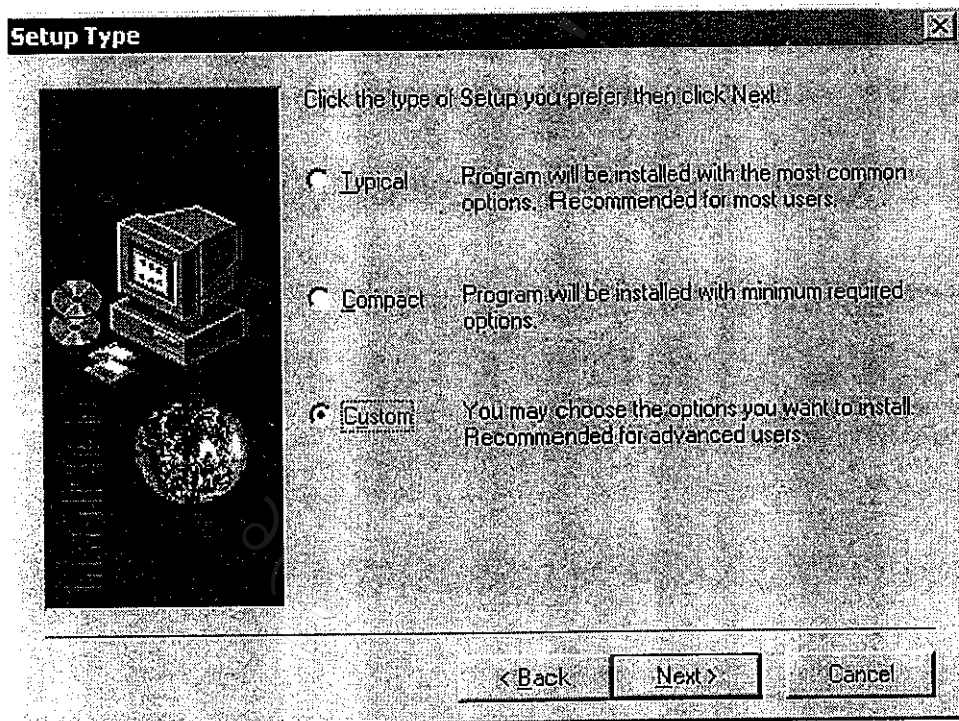 Setup Type
Click the type of Setup you prefer, then click Next.
Typical Program will be installed with the most common
options. Recommended for most users.
Compact Program will be installed with minimum required
options.
Custom You may choose the options you want to install.
Recommended for advanced users.
< Back Next > Cancel